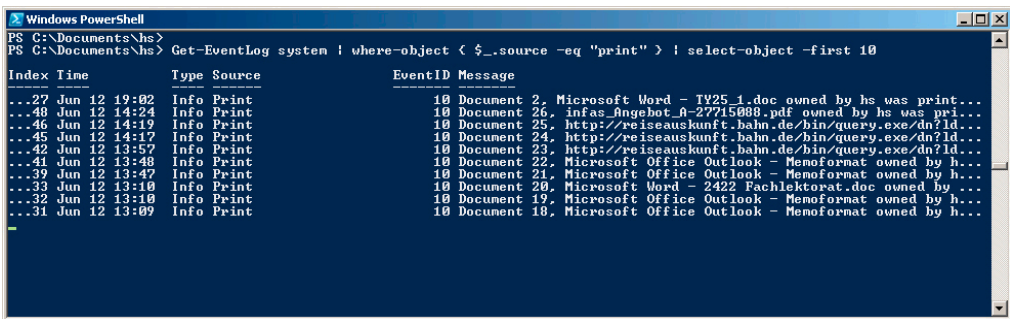 Windows PowerShell
PS C:\Documents\hs>
PS C:\Documents\hs> Get-EventLog system | where-object { $_.source -eq "print" } | select-object -first 10
Index Time Type Source EventID Message
----- ---- ---- ------ ------- -------
...27 Jun 12 19:02 Info Print 10 Document 2, Microsoft Word - TY25_1.doc owned by hs was print...
...48 Jun 12 14:24 Info Print 10 Document 26, infas_Angebot_A-27715088.pdf owned by hs was pri...
...46 Jun 12 14:19 Info Print 10 Document 25, http://reiseauskunft.bahn.de/bin/query.exe/dn?ld...
...45 Jun 12 14:17 Info Print 10 Document 24, http://reiseauskunft.bahn.de/bin/query.exe/dn?ld...
...42 Jun 12 13:57 Info Print 10 Document 23, http://reiseauskunft.bahn.de/bin/query.exe/dn?ld...
...41 Jun 12 13:48 Info Print 10 Document 22, Microsoft Office Outlook - Memoformat owned by h...
...39 Jun 12 13:47 Info Print 10 Document 21, Microsoft Office Outlook - Memoformat owned by h...
...33 Jun 12 13:10 Info Print 10 Document 20, Microsoft Word - 2422 Fachlektorat.doc owned by ...
...32 Jun 12 13:10 Info Print 10 Document 19, Microsoft Office Outlook - Memoformat owned by h...
...31 Jun 12 13:09 Info Print 10 Document 18, Microsoft Office Outlook - Memoformat owned by h...